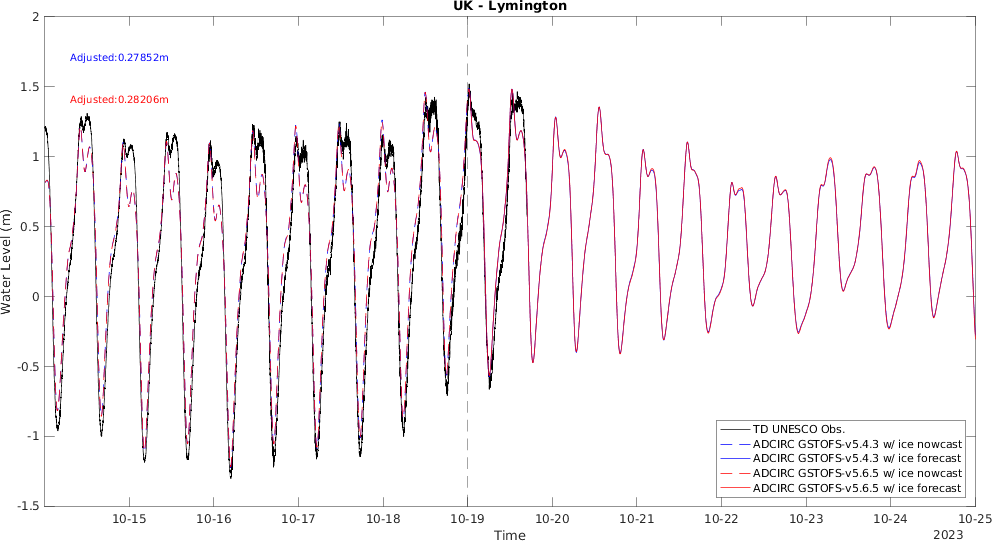 UK - Lymington
2
1.5
1
0.5
0
-0.5
-1
-1.5
Water Level (m)
Adjusted:0.27852m
Adjusted:0.28206m
TD UNESCO Obs.
ADCIRC GSTOFS-v5.4.3 w/ ice nowcast
ADCIRC GSTOFS-v5.4.3 w/ ice forecast
ADCIRC GSTOFS-v5.6.5 w/ ice nowcast
ADCIRC GSTOFS-v5.6.5 w/ ice forecast
10-15 10-16 10-17 10-18 10-19 10-20 10-21 10-22 10-23 10-24 10-25
Time
2023